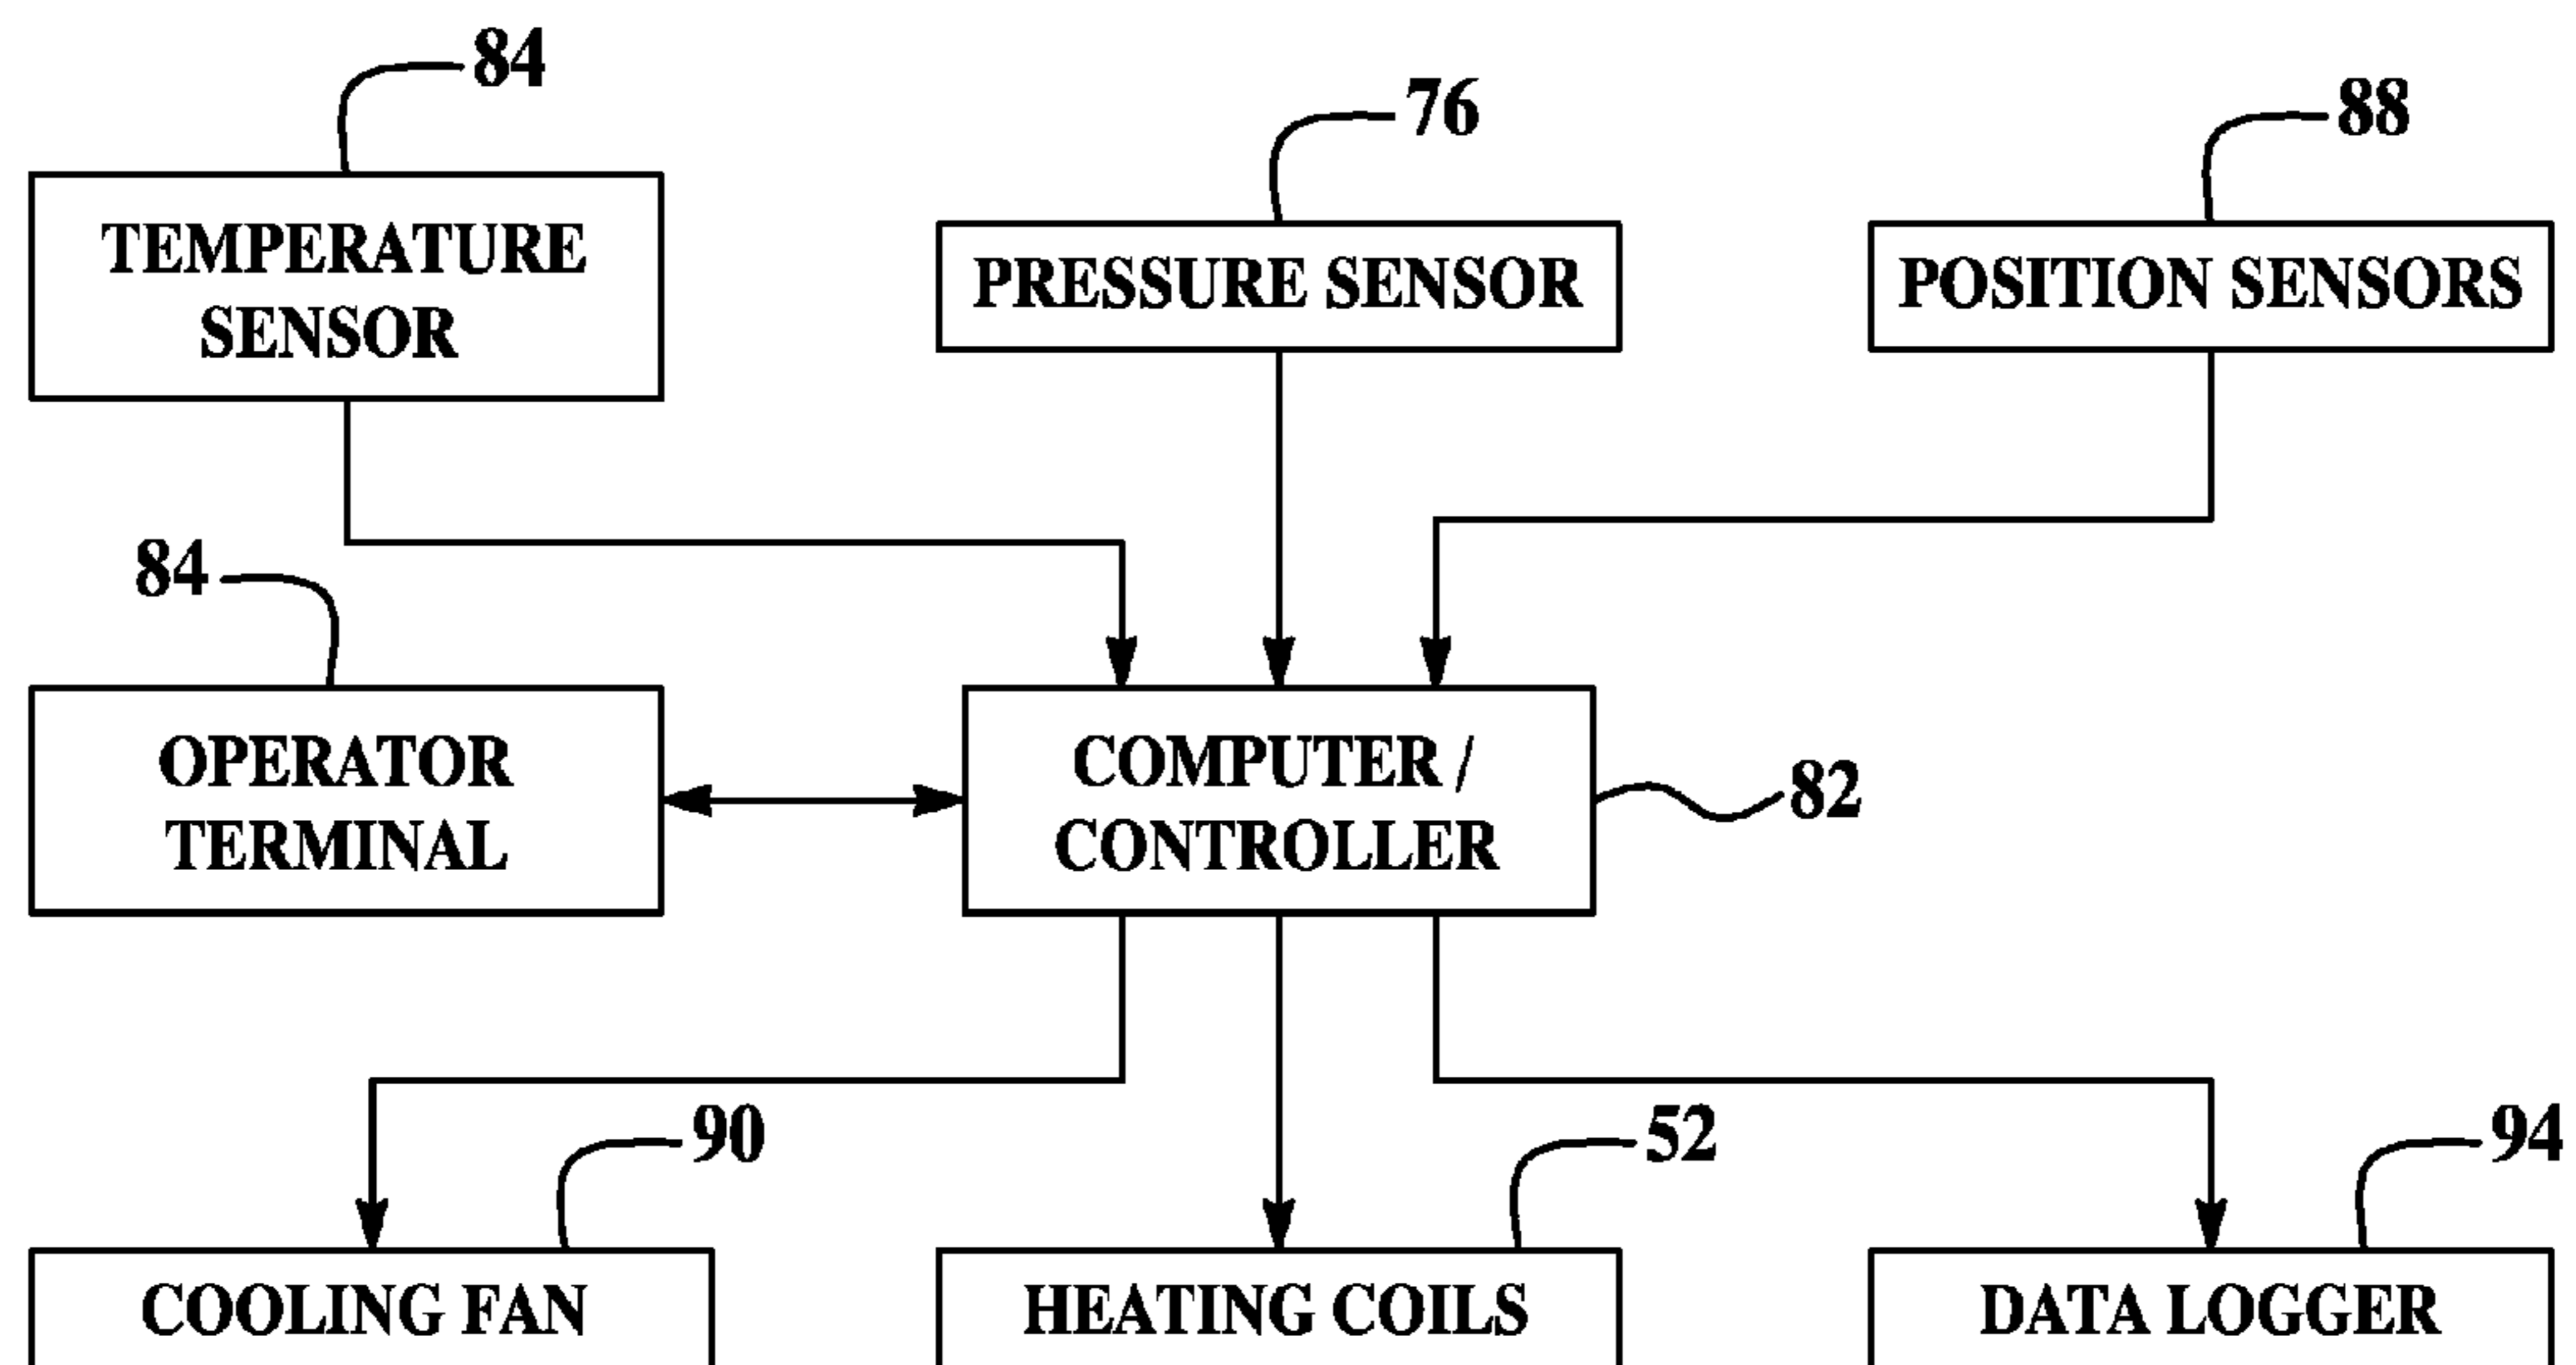 84
76
88
TEMPERATURE
SENSOR
PRESSURE SENSOR
POSITION SENSORS
84
OPERATOR
TERMINAL
COMPUTER /
CONTROLLER
82
90
52
94
COOLING FAN
HEATING COILS
DATA LOGGER